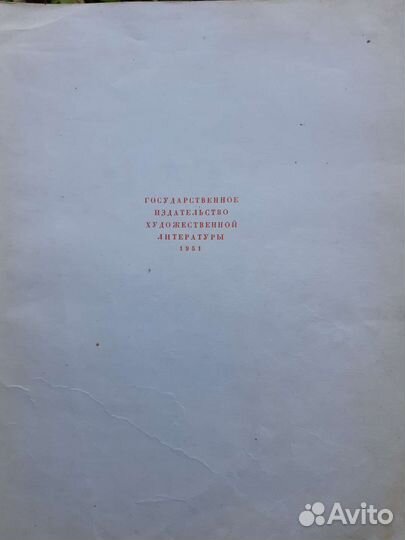 ГОСУДАРСТВЕННОЕ
ИЗДАТЕЛЬСТВО
ХУДОЖЕСТВЕННОЙ
ЛИТЕРАТУРЫ
1951
Avito